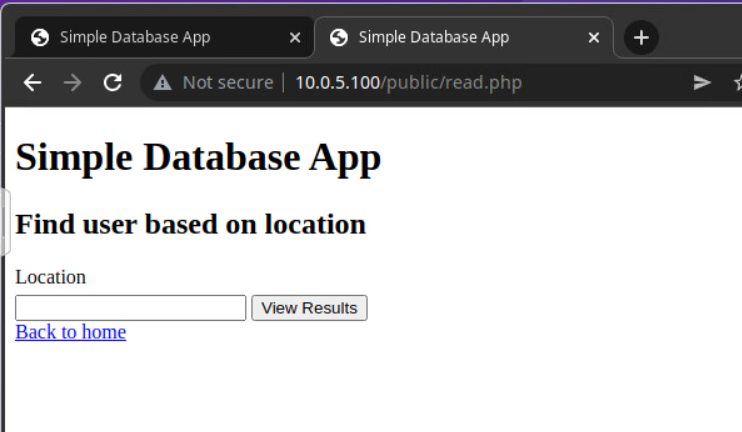 Simple Database App
Simple Database App
Not secure 10.0.5.100/public/read.php
Simple Database App
Find user based on location
Location
View Results
Back to home